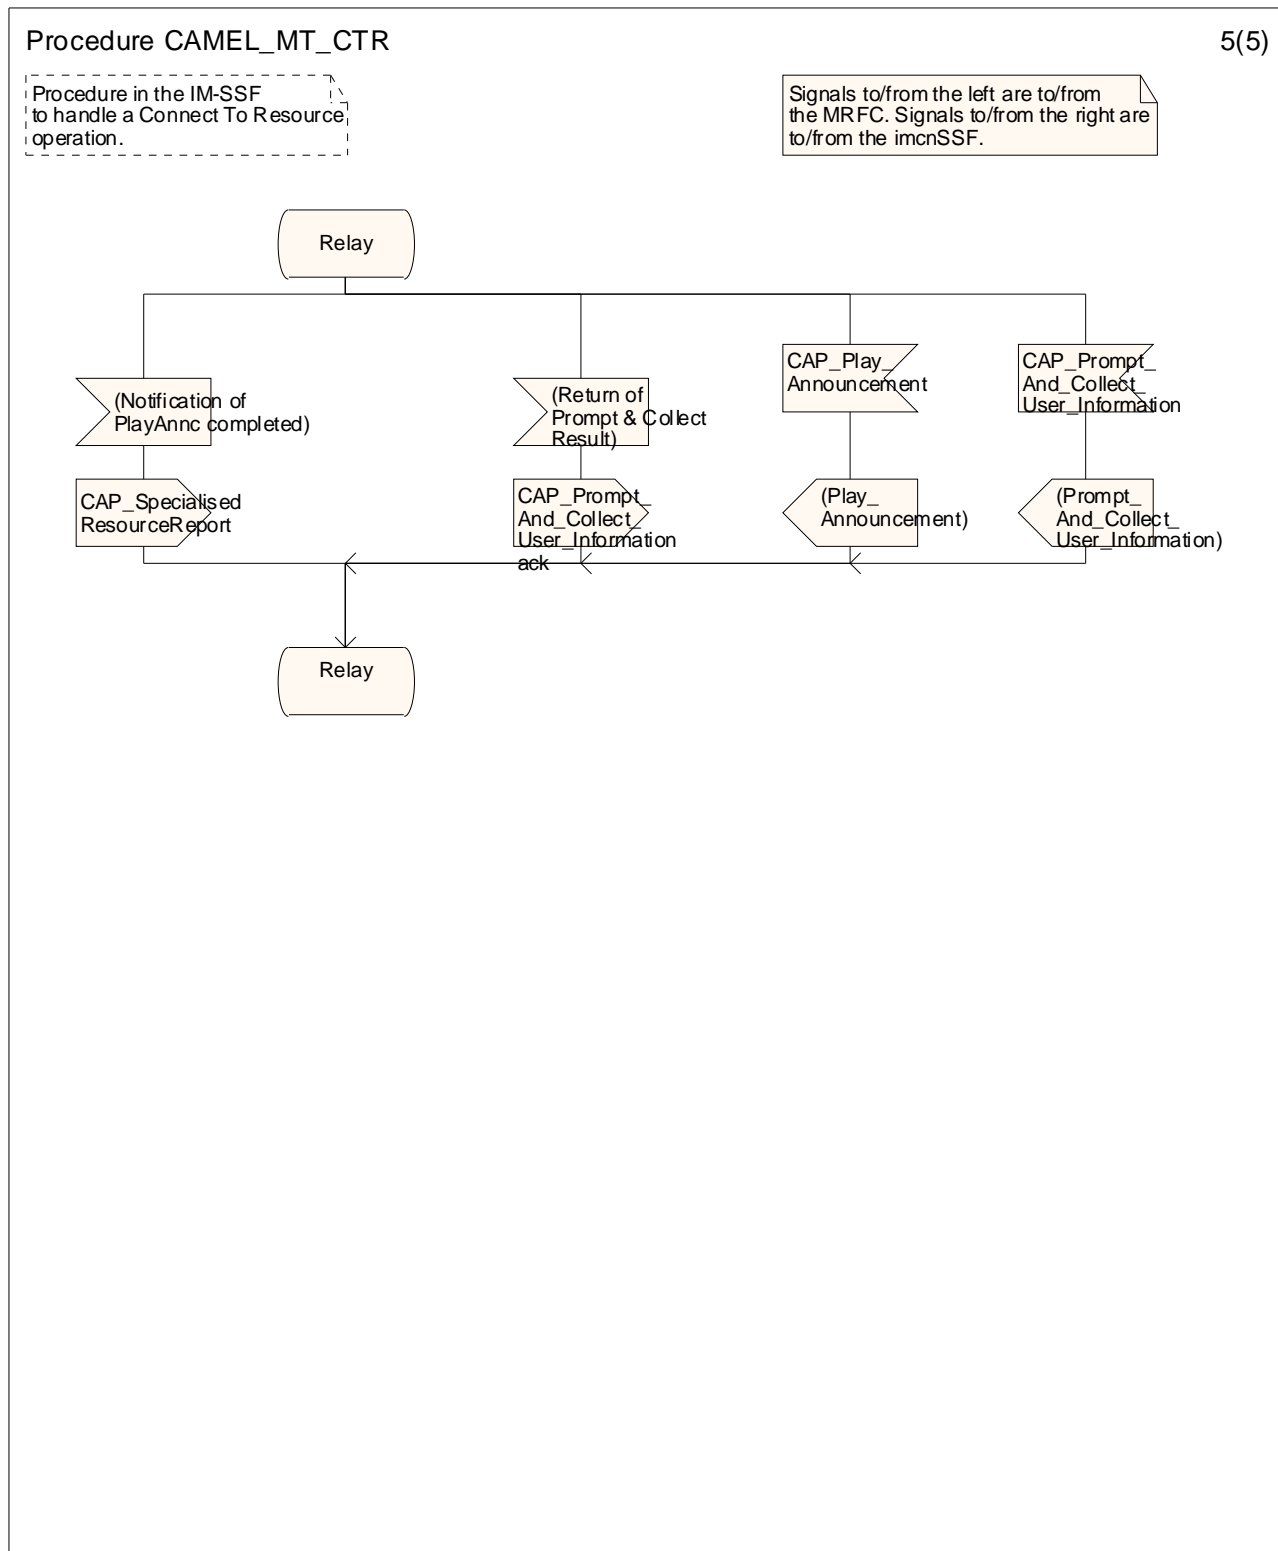 Procedure CAMEL_MT_CTR
5(5)
Procedure in the IM-SSF
to handle a Connect To Resource
operation.
Signals to/from the left are to/from
the MRFC. Signals to/from the right are
to/from the imcnSSF.
Relay
(Notification of
PlayAnnc completed)
(Return of
Prompt & Collect
Result)
CAP_Play_
Announcement
CAP_Prompt_
And_Collect_
User_Information
CAP_Specialised
ResourceReport
CAP_Prompt_
And_Collect_
User_Information
ack
(Play_
Announcement)
(Prompt_
And_Collect_
User_Information)
Relay